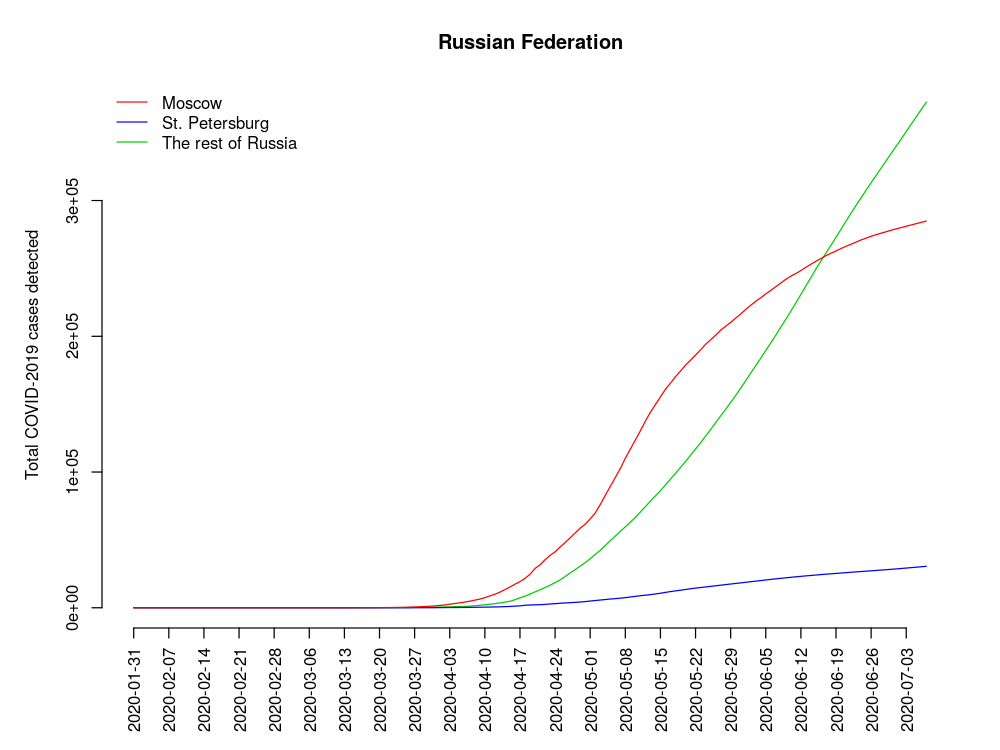 Russian Federation
Moscow
St. Petersburg
The rest of Russia
Total COVID-2019 cases detected
3e+05
2e+05
1e+05
0e+00
2020-01-31
2020-02-07
2020-02-14
2020-02-21
2020-02-28
2020-03-06
2020-03-13
2020-03-20
2020-03-27
2020-04-03
2020-04-10
2020-04-17
2020-04-24
2020-05-01
2020-05-08
2020-05-15
2020-05-22
2020-05-29
2020-06-05
2020-06-12
2020-06-19
2020-06-26
2020-07-03